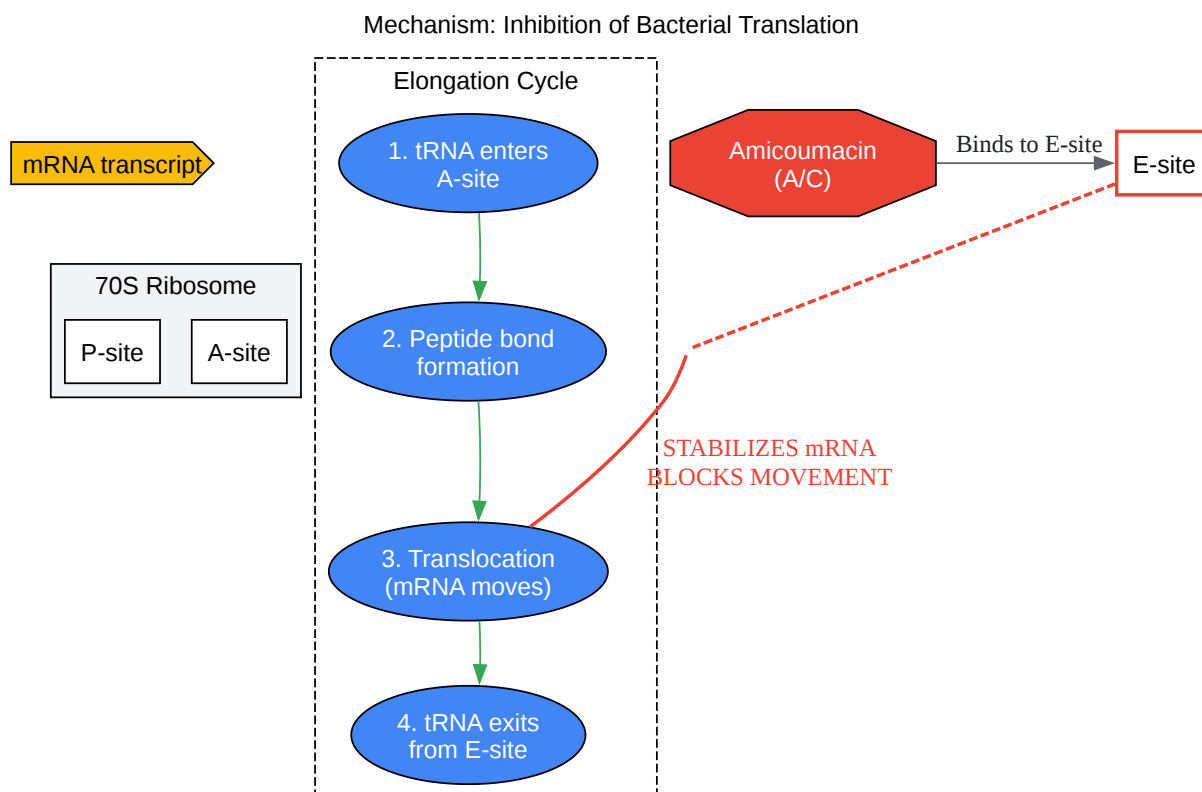 Mechanism: Inhibition of Bacterial Translation
Elongation Cycle
mRNA transcript
1. tRNA enters
A-site
Amicoumacin
(A/C)
Binds to E-site
E-site
70S Ribosome
P-site
A-site
2. Peptide bond
formation
STABILIZES mRNA
BLOCKS MOVEMENT
3. Translocation
(mRNA moves)
4. tRNA exits
from E-site